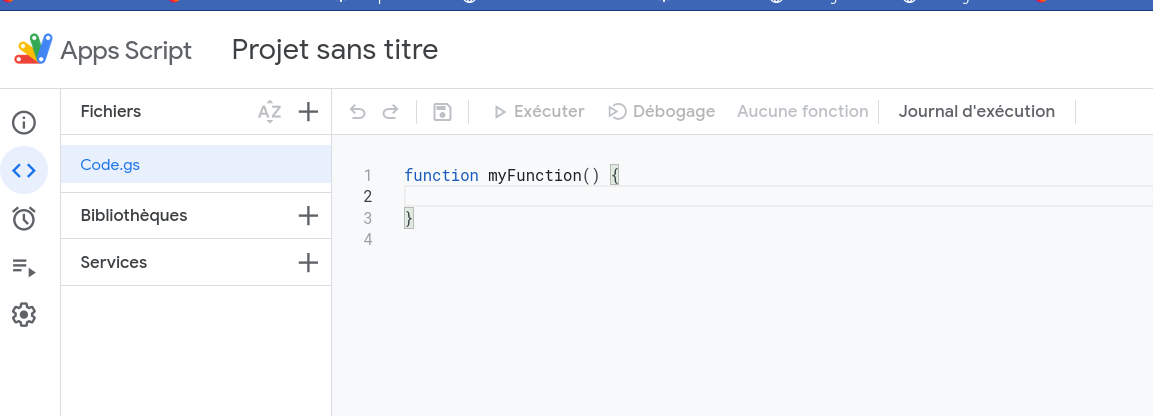 Apps Script
Projet sans titre
Fichiers
AZ
Exécuter
Débogage
Aucune fonction
Journal d'exécution
Code.gs
Bibliothèques
Services
1 function myFunction() {
2
3 }
4